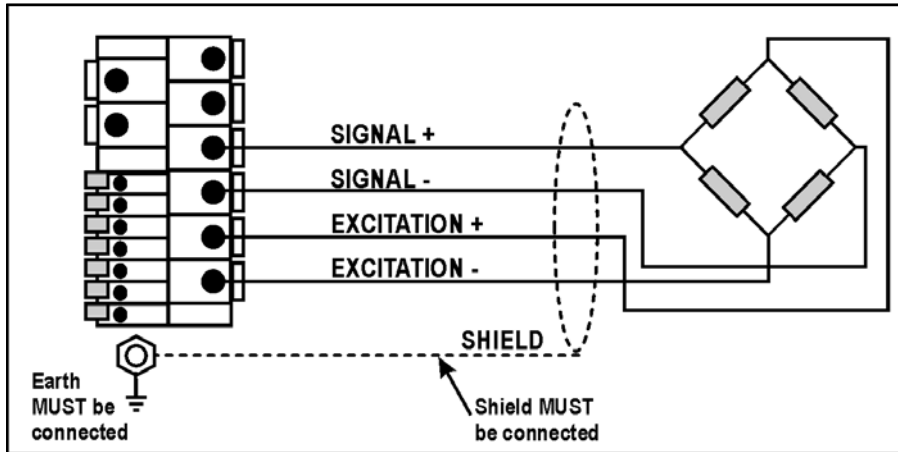 SIGNAL +
SIGNAL -
EXCITATION +
EXCITATION -
SHIELD
Earth
MUST be
connected
Shield MUST
be connected